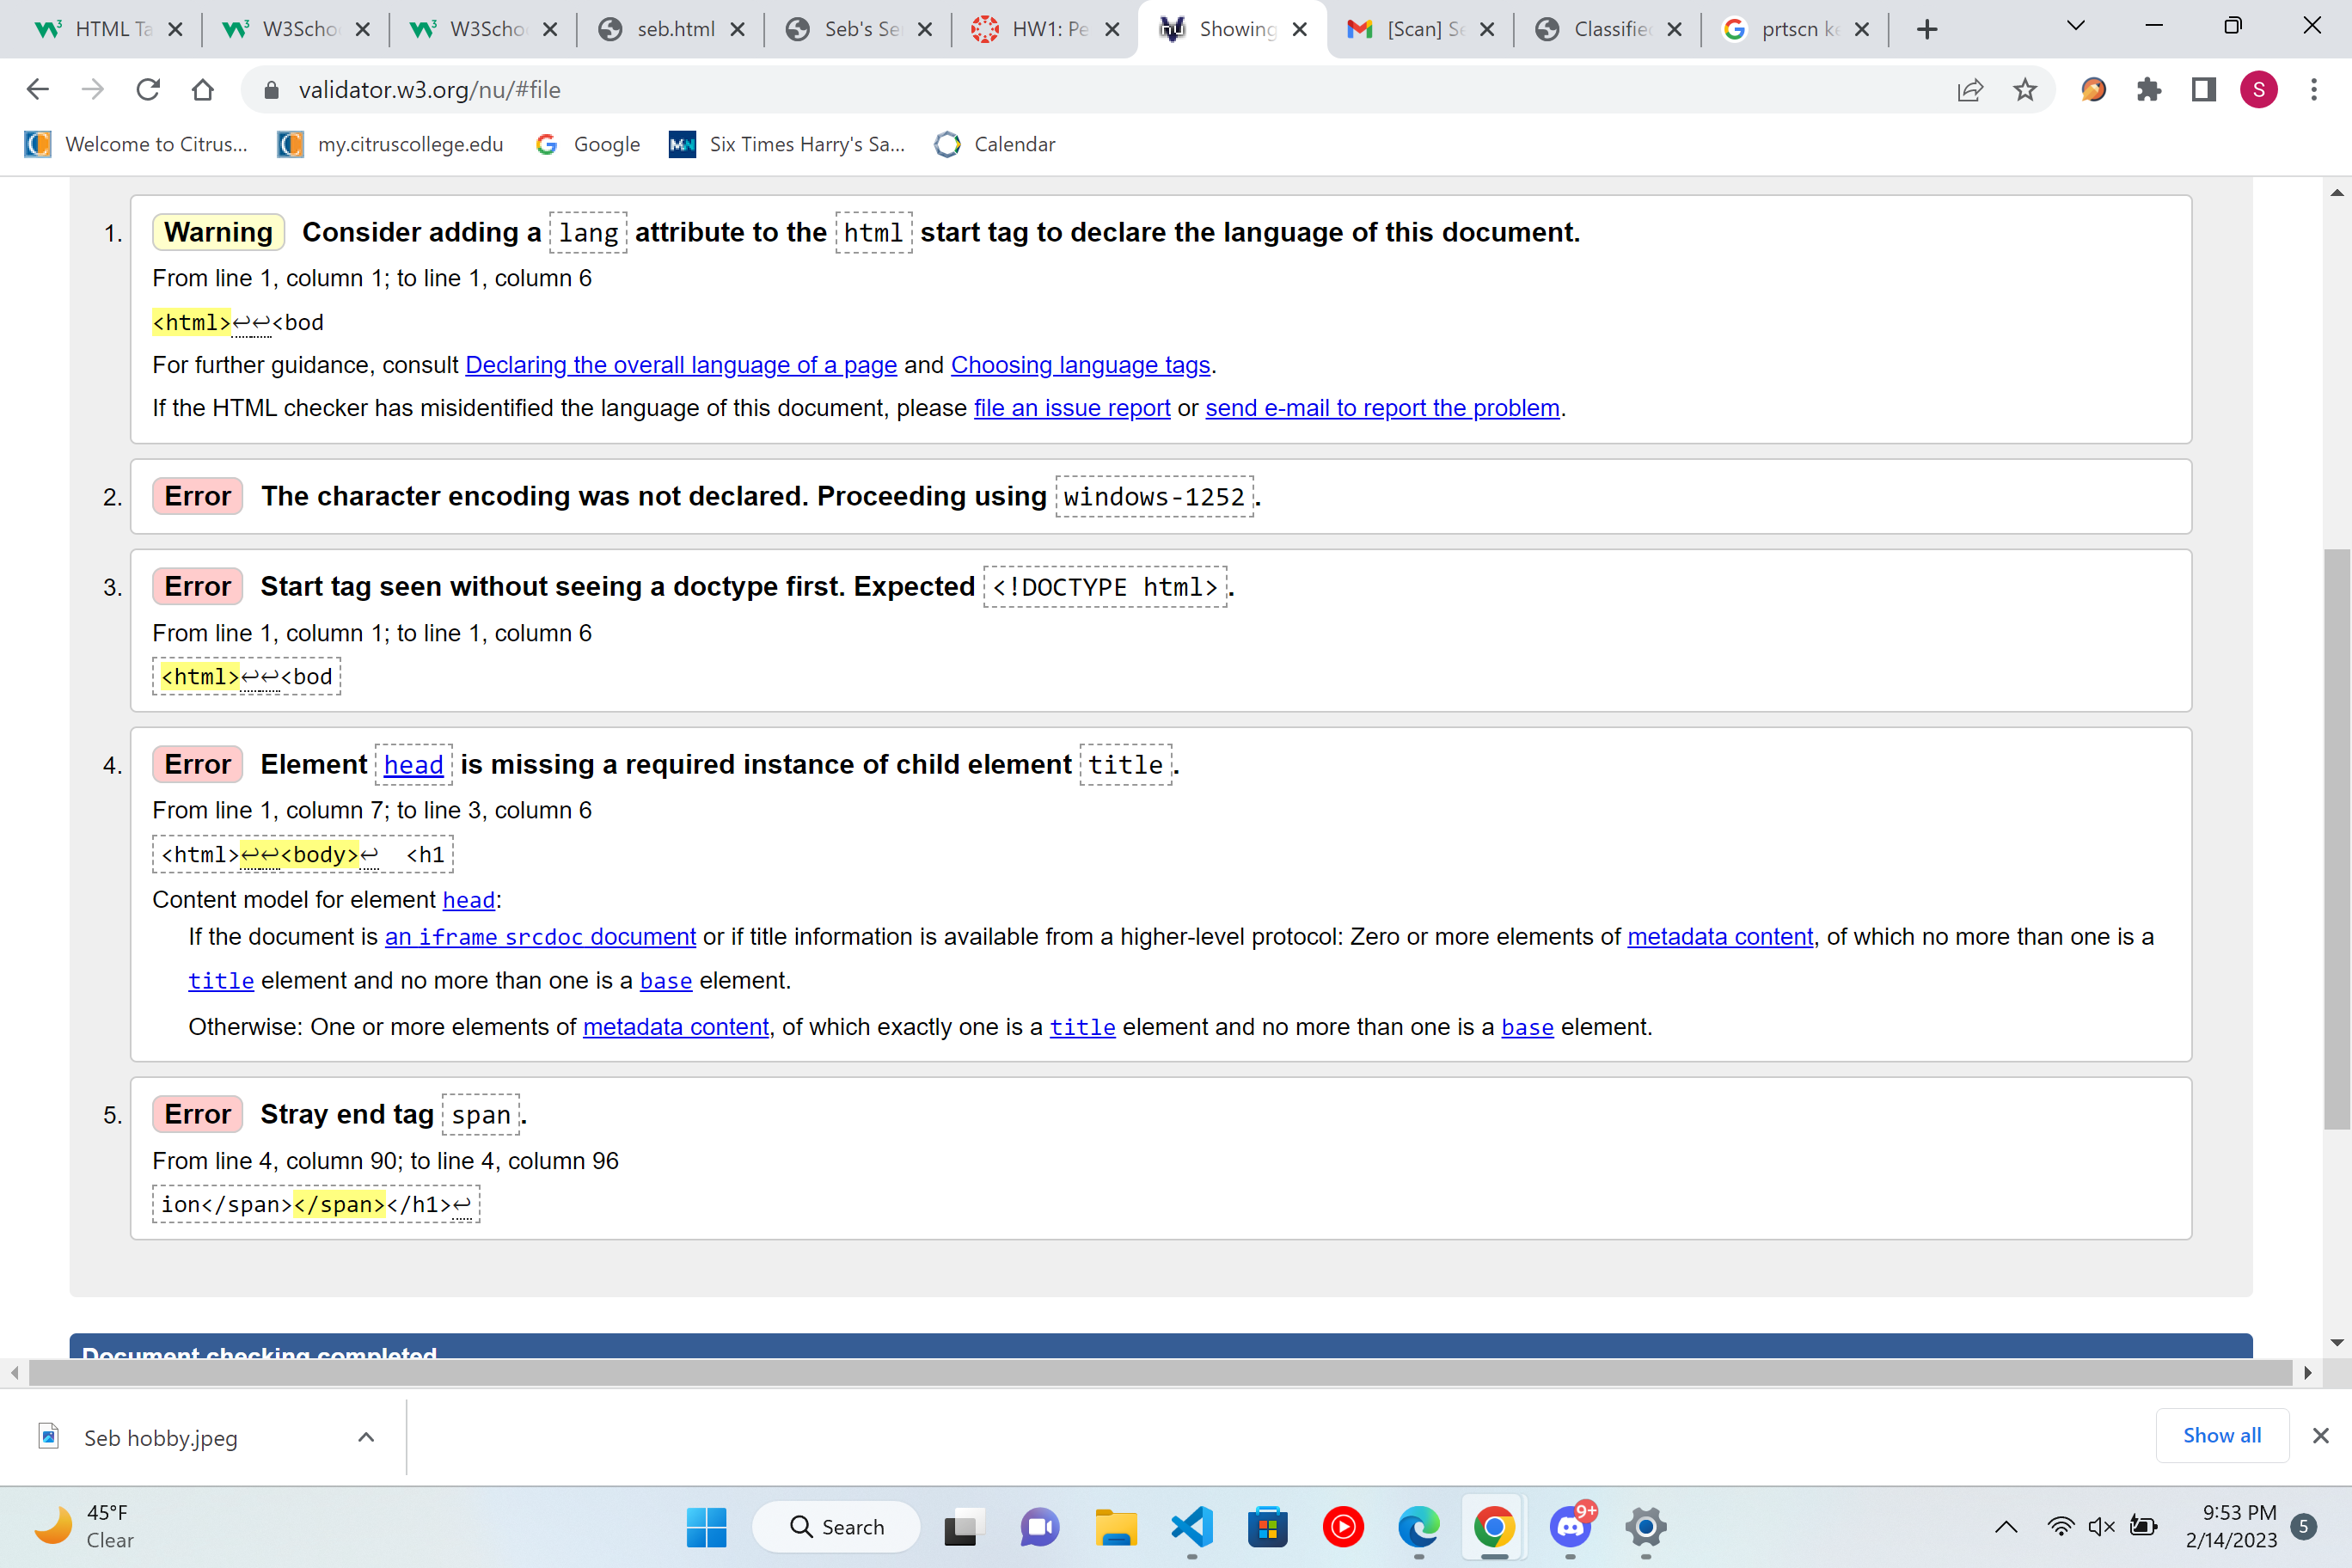 HTML Ta
W3Scho
W3Scho
seb.html
Seb's Se
HW1: Pe
Showing
[Scan] Se
Classifie
prtscn ke
validator.w3.org/nu/#file
S
Welcome to Citrus...
my.citruscollege.edu
Google
Six Times Harry's Sa...
Calendar
1. Warning Consider adding a lang attribute to the html start tag to declare the language of this document.
From line 1, column 1; to line 1, column 6
<html>↩↩<bod
For further guidance, consult Declaring the overall language of a page and Choosing language tags.
If the HTML checker has misidentified the language of this document, please file an issue report or send e-mail to report the problem.
2. Error The character encoding was not declared. Proceeding using windows-1252.
3. Error Start tag seen without seeing a doctype first. Expected <!DOCTYPE html>.
From line 1, column 1; to line 1, column 6
<html>↩↩<bod
4. Error Element head is missing a required instance of child element title.
From line 1, column 7; to line 3, column 6
<html>↩↩<body>↩  <h1
Content model for element head:
If the document is an iframe srcdoc document or if title information is available from a higher-level protocol: Zero or more elements of metadata content, of which no more than one is a
title element and no more than one is a base element.
Otherwise: One or more elements of metadata content, of which exactly one is a title element and no more than one is a base element.
5. Error Stray end tag span.
From line 4, column 90; to line 4, column 96
ion</span></span></h1>↩
Document checking completed
Seb hobby.jpeg
Show all
45°F
Clear
Search
9+
9:53 PM
2/14/2023
5